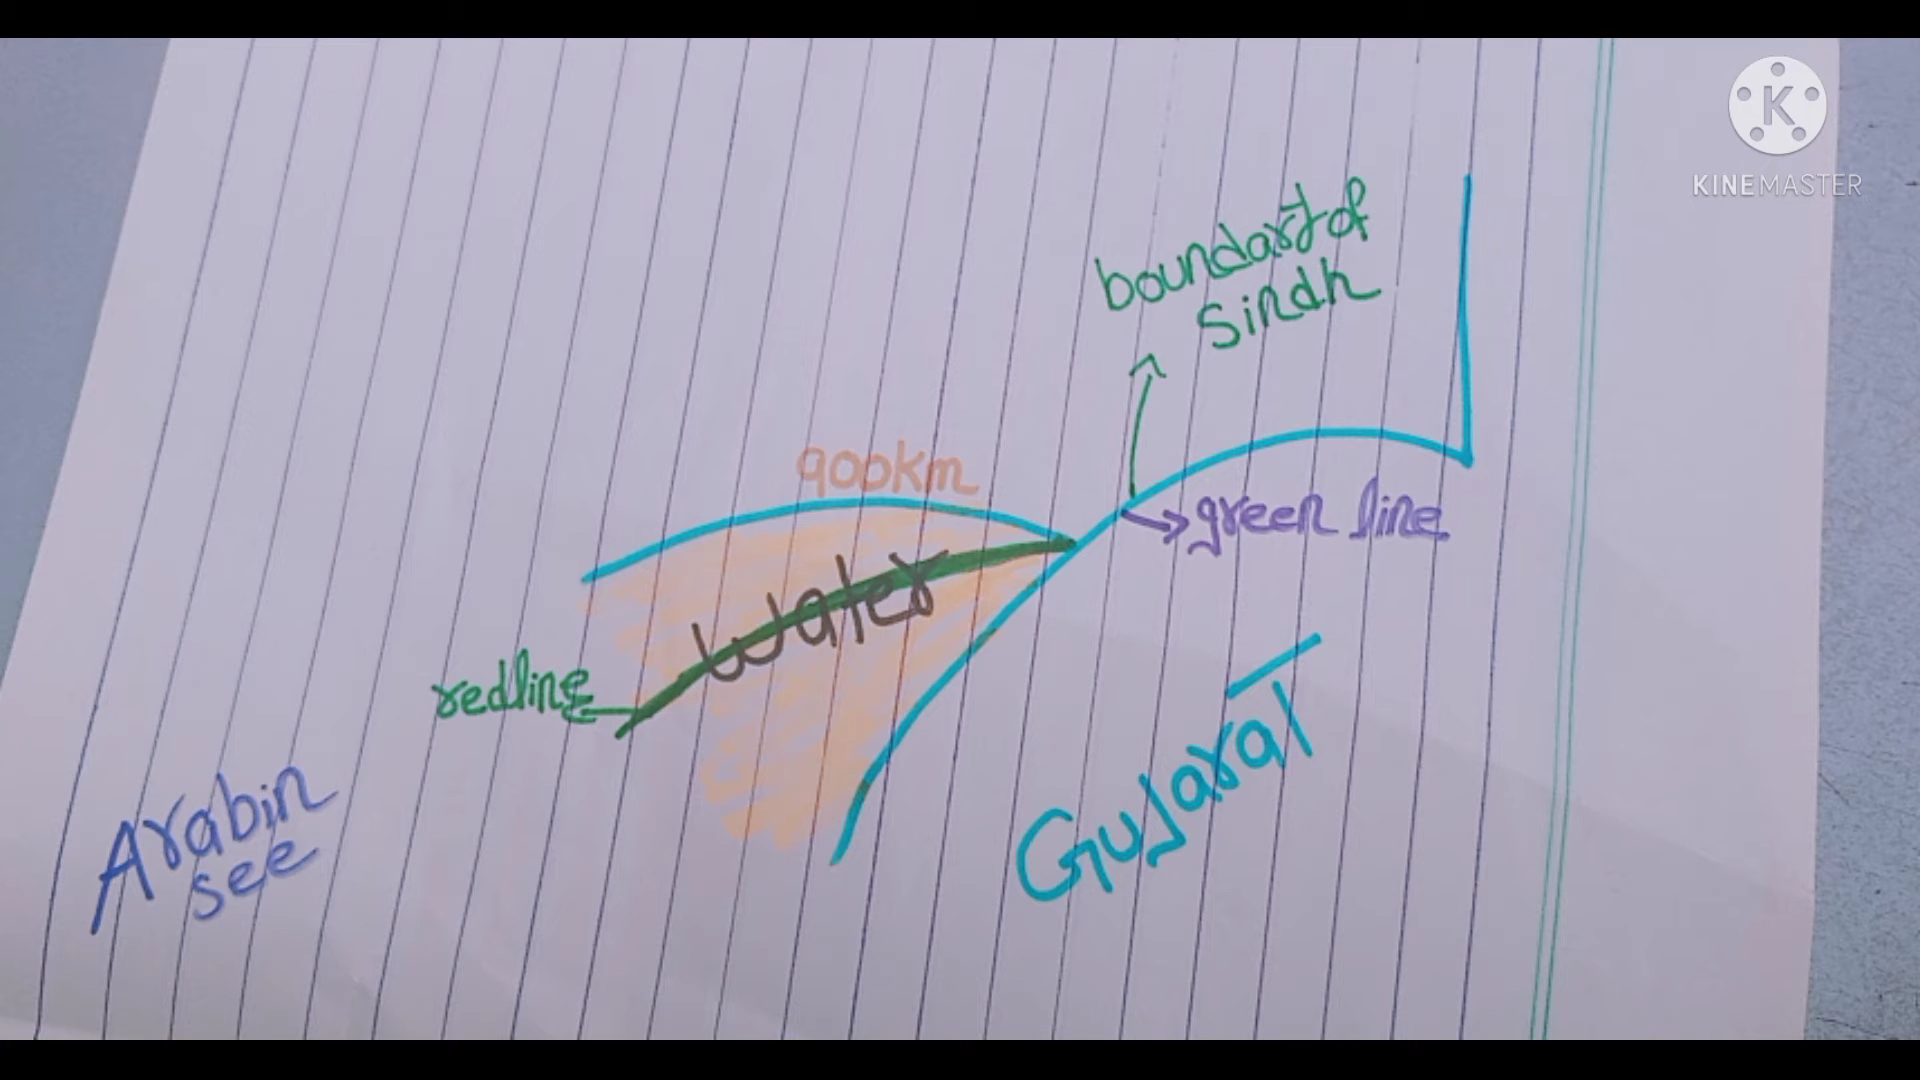 KINEMASTER
boundary of
Sindh
900km
green line
water
redline
Gujarat
Arabin
see